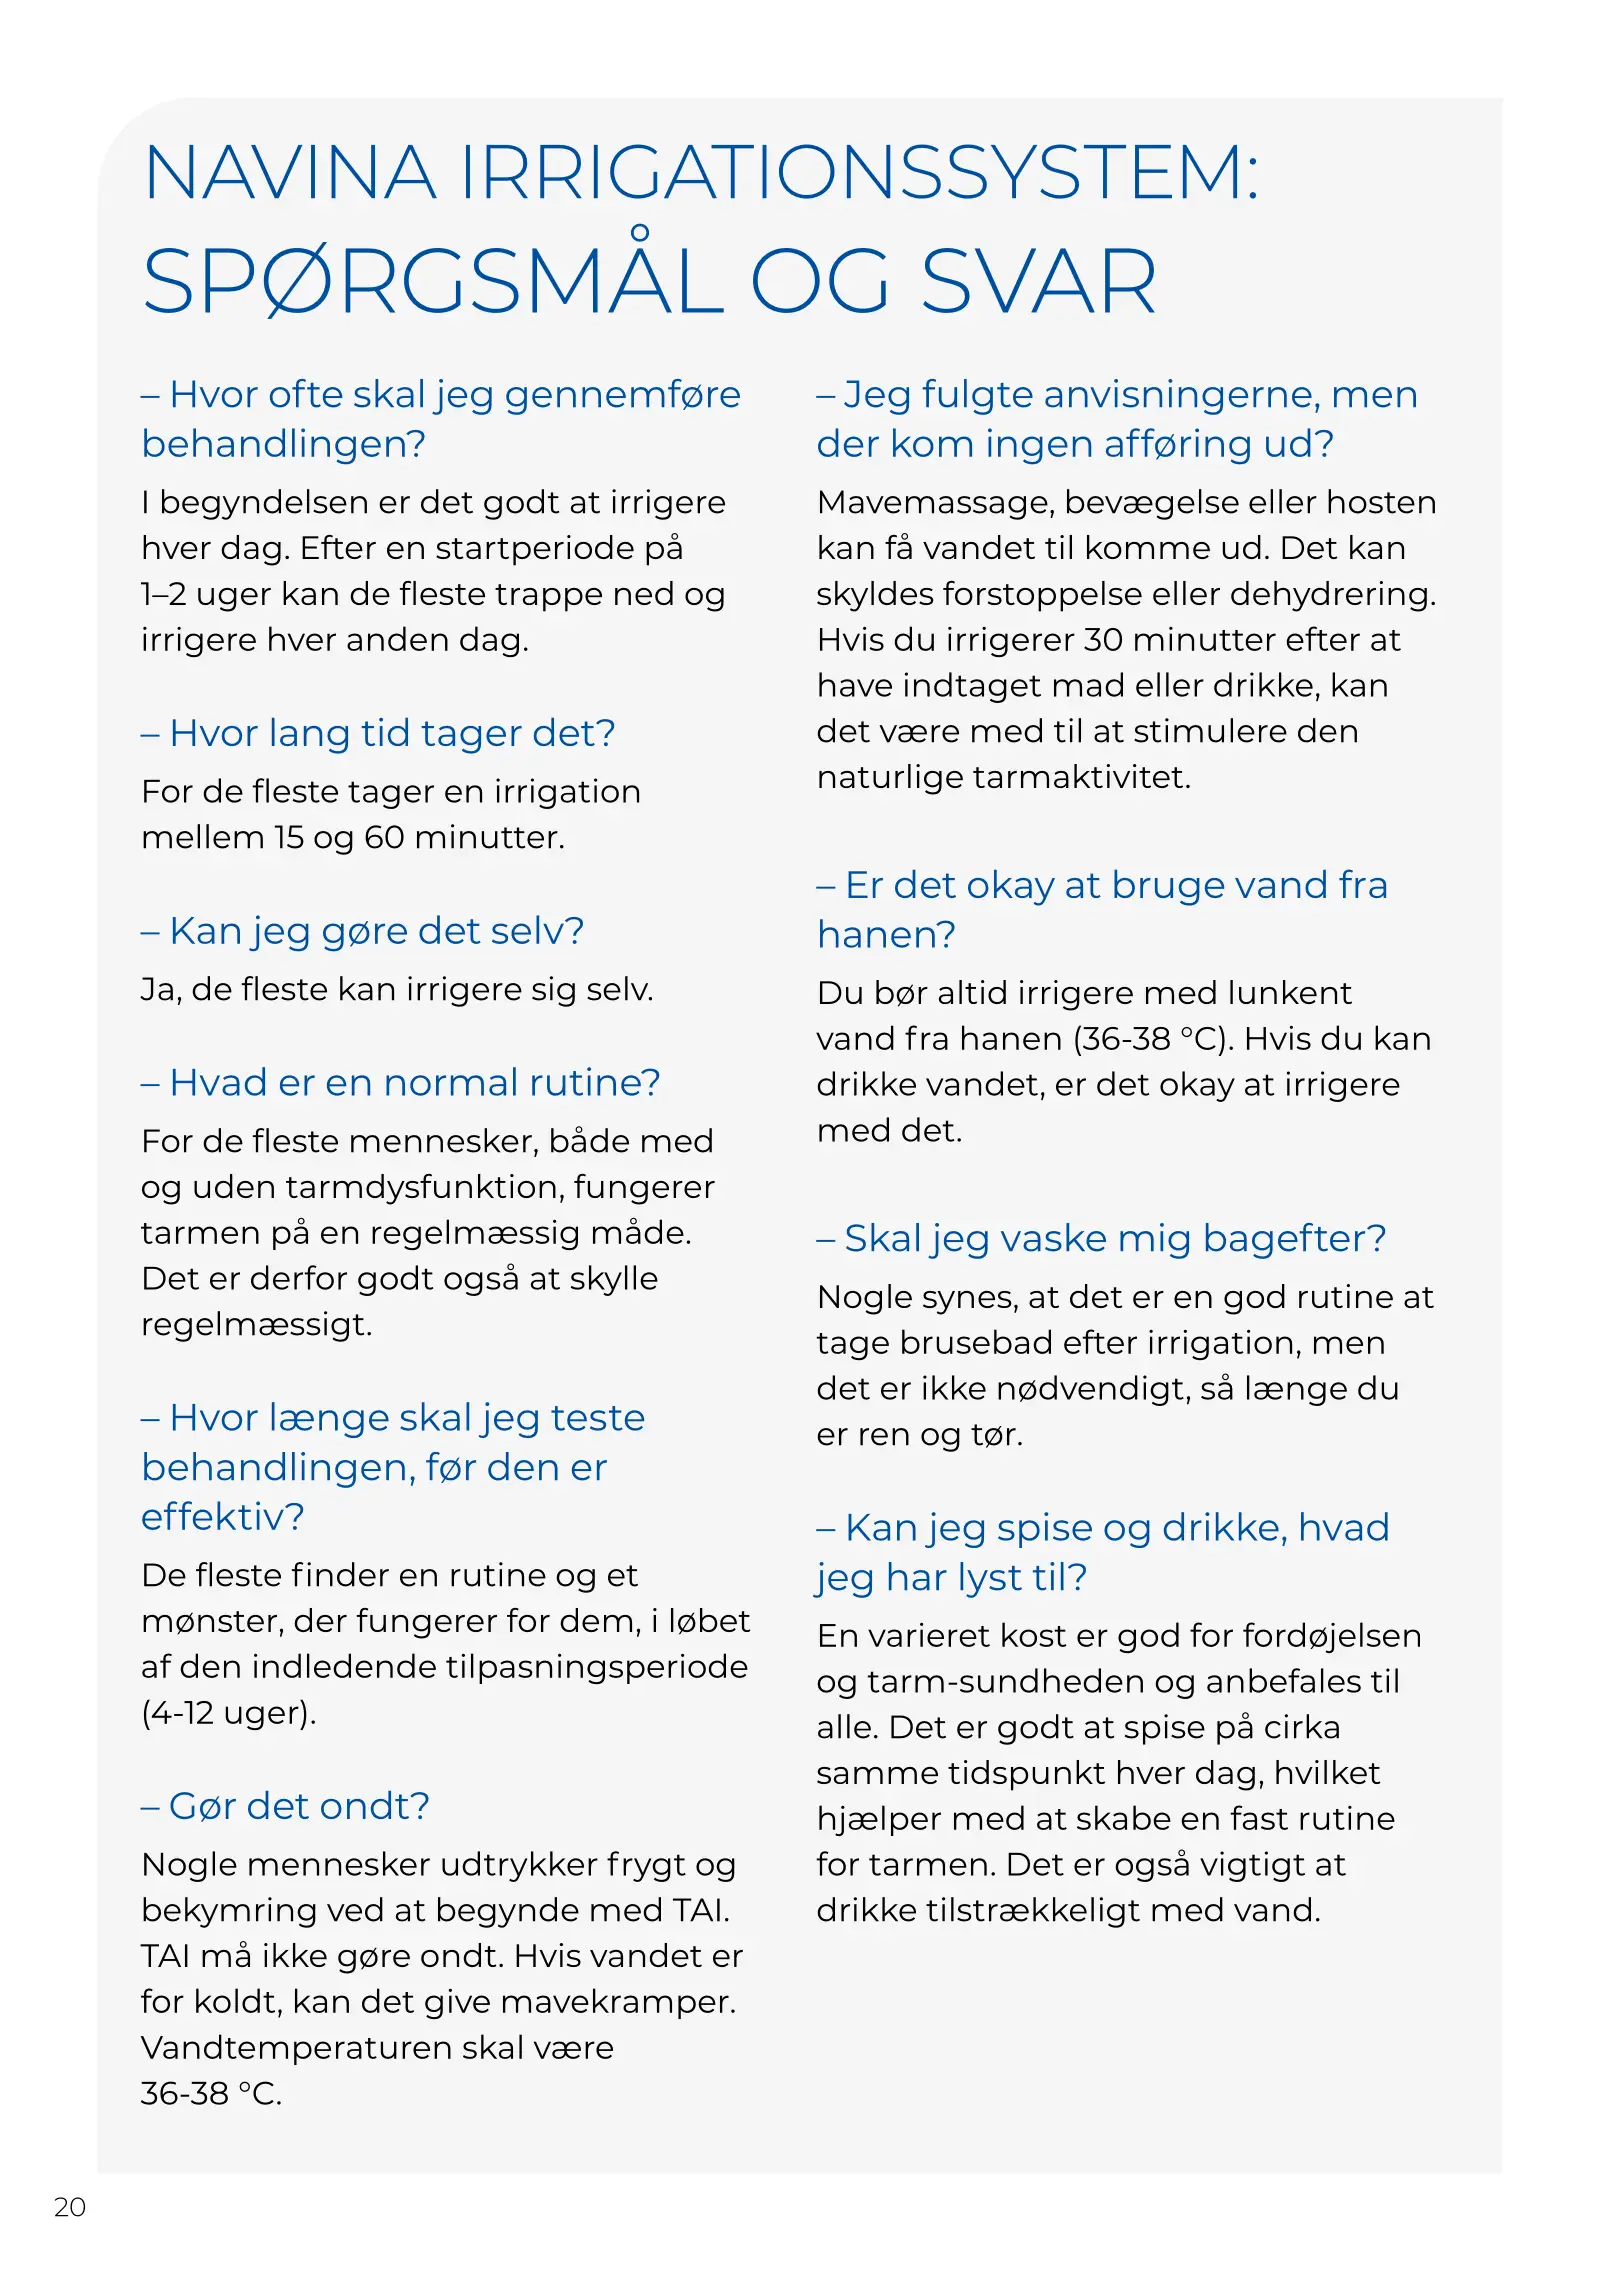 NAVINA IRRIGATIONSSYSTEM:
SPØRGSMÅL OG SVAR
– Hvor ofte skal jeg gennemføre
behandlingen?
I begyndelsen er det godt at irrigere
hver dag. Efter en startperiode på
1–2 uger kan de fleste trappe ned og
irrigere hver anden dag.
– Hvor lang tid tager det?
For de fleste tager en irrigation
mellem 15 og 60 minutter.
– Kan jeg gøre det selv?
Ja, de fleste kan irrigere sig selv.
– Hvad er en normal rutine?
For de fleste mennesker, både med
og uden tarmdysfunktion, fungerer
tarmen på en regelmæssig måde.
Det er derfor godt også at skylle
regelmæssigt.
– Hvor længe skal jeg teste
behandlingen, før den er
effektiv?
De fleste finder en rutine og et
mønster, der fungerer for dem, i løbet
af den indledende tilpasningsperiode
(4-12 uger).
– Gør det ondt?
Nogle mennesker udtrykker frygt og
bekymring ved at begynde med TAI.
TAI må ikke gøre ondt. Hvis vandet er
for koldt, kan det give mavekramper.
Vandtemperaturen skal være
36-38 °C.
– Jeg fulgte anvisningerne, men
der kom ingen afføring ud?
Mavemassage, bevægelse eller hosten
kan få vandet til komme ud. Det kan
skyldes forstoppelse eller dehydrering.
Hvis du irrigerer 30 minutter efter at
have indtaget mad eller drikke, kan
det være med til at stimulere den
naturlige tarmaktivitet.
– Er det okay at bruge vand fra
hanen?
Du bør altid irrigere med lunkent
vand fra hanen (36-38 °C). Hvis du kan
drikke vandet, er det okay at irrigere
med det.
– Skal jeg vaske mig bagefter?
Nogle synes, at det er en god rutine at
tage brusebad efter irrigation, men
det er ikke nødvendigt, så længe du
er ren og tør.
– Kan jeg spise og drikke, hvad
jeg har lyst til?
En varieret kost er god for fordøjelsen
og tarm-sundheden og anbefales til
alle. Det er godt at spise på cirka
samme tidspunkt hver dag, hvilket
hjælper med at skabe en fast rutine
for tarmen. Det er også vigtigt at
drikke tilstrækkeligt med vand.
20